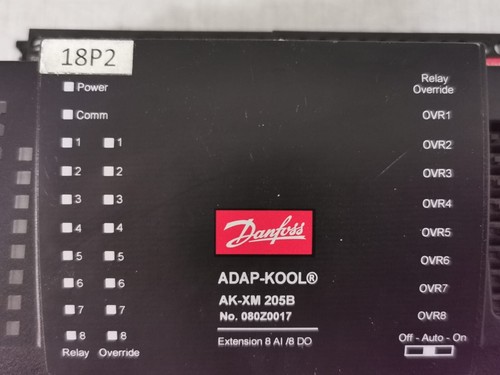 18P2
Power
Comm
1 1
2 2
3 3
4 4
5 5
6 6
7 7
8 8
Relay Override
Danfoss
ADAP-KOOL®
AK-XM 205B
No. 080Z0017
Extension 8 AI /8 DO
Relay
Override
OVR1
OVR2
OVR3
OVR4
OVR5
OVR6
OVR7
OVR8
Off - Auto - On